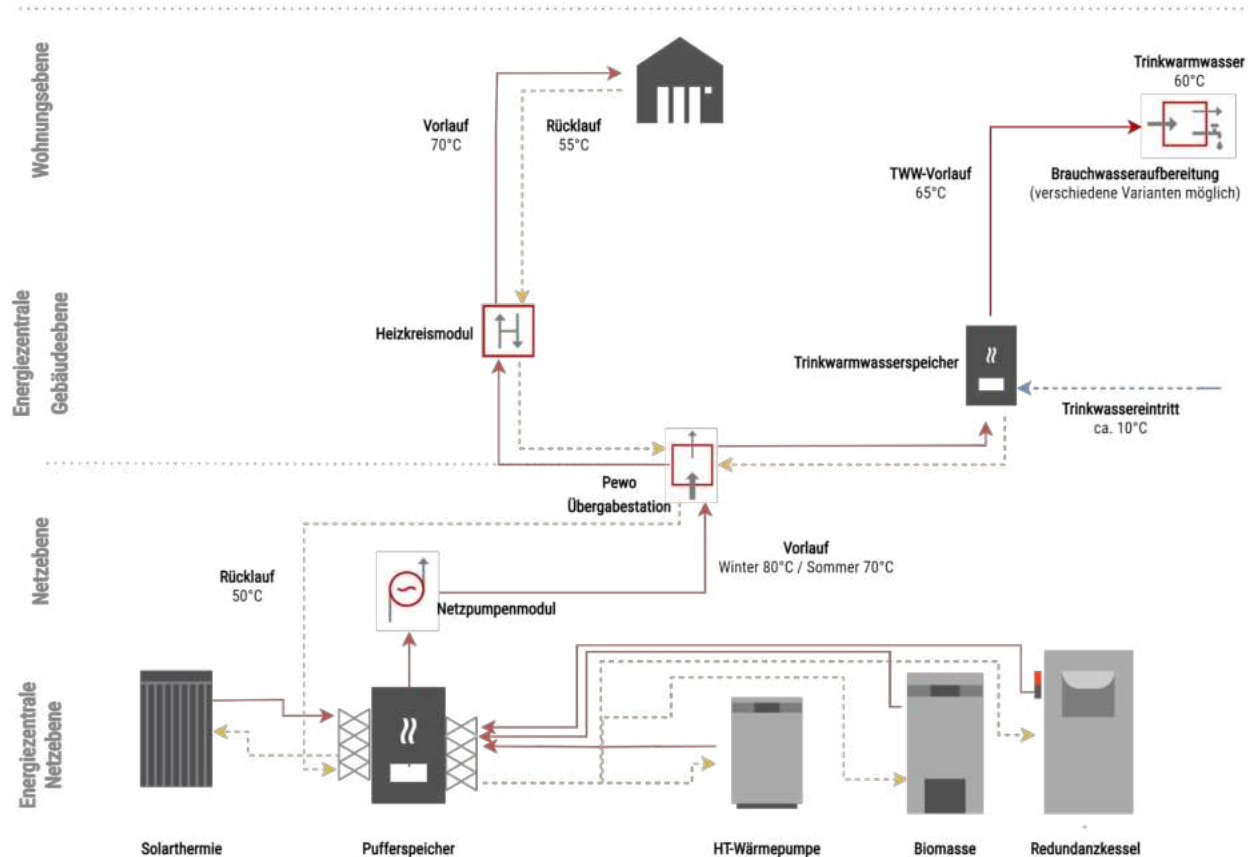 Wohnungsebene
Vorlauf
70°C
Rücklauf
55°C
Trinkwarmwasser
60°C
TWW-Vorlauf
65°C
Brauchwasseraufbereitung
(verschiedene Varianten möglich)
Energiezentrale
Gebäudeebene
Heizkreismodul
Trinkwarmwasserspeicher
Trinkwassereintritt
ca. 10°C
Pewo
Übergabestation
Netzebene
Rücklauf
50°C
Netzpumpenmodul
Vorlauf
Winter 80°C / Sommer 70°C
Energiezentrale
Netzebene
Solarthermie
Pufferspeicher
HT-Wärmepumpe
Biomasse
Redundanzkessel